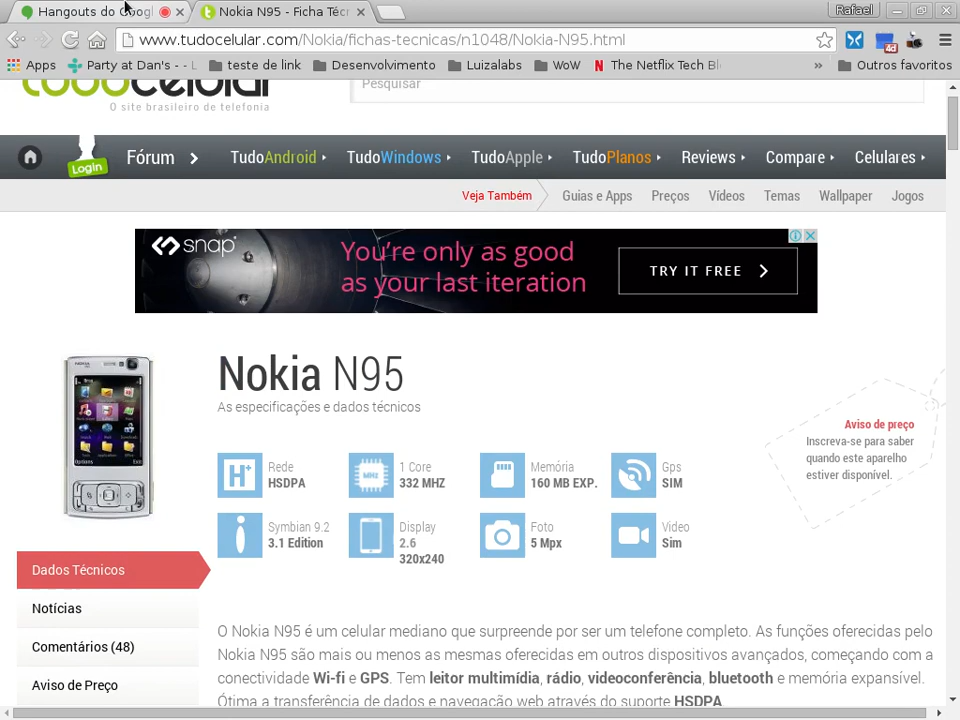 Hangouts do Googl
Nokia N95 - Ficha Téc
Rafael
www.tudocelular.com/Nokia/fichas-tecnicas/n1048/Nokia-N95.html
4d
Apps Party at Dan's - - L teste de link Desenvolvimento Luizalabs WoW N The Netflix Tech Bl » Outros favoritos
tudocelular
O site brasileiro de telefonia
Pesquisar
Login
Fórum TudoAndroid TudoWindows TudoApple TudoPlanos Reviews Compare Celulares
Veja Também Guias e Apps Preços Vídeos Temas Wallpaper Jogos
snap
You're only as good
as your last iteration
TRY IT FREE
Nokia N95
As especificações e dados técnicos
Aviso de preço
Inscreva-se para saber
quando este aparelho
estiver disponível.
H+
Rede
HSDPA
MHZ
1 Core
332 MHZ
Memória
160 MB EXP.
Gps
SIM
Symbian 9.2
3.1 Edition
Display
2.6
320x240
Foto
5 Mpx
Video
Sim
Dados Técnicos
Notícias
Comentários (48)
Aviso de Preço
O Nokia N95 é um celular mediano que surpreende por ser um telefone completo. As funções oferecidas pelo
Nokia N95 são mais ou menos as mesmas oferecidas em outros dispositivos avançados, começando com a
conectividade Wi-fi e GPS. Tem leitor multimídia, rádio, videoconferência, bluetooth e memória expansível.
Ótima a transferência de dados e navegação web através do suporte HSDPA.